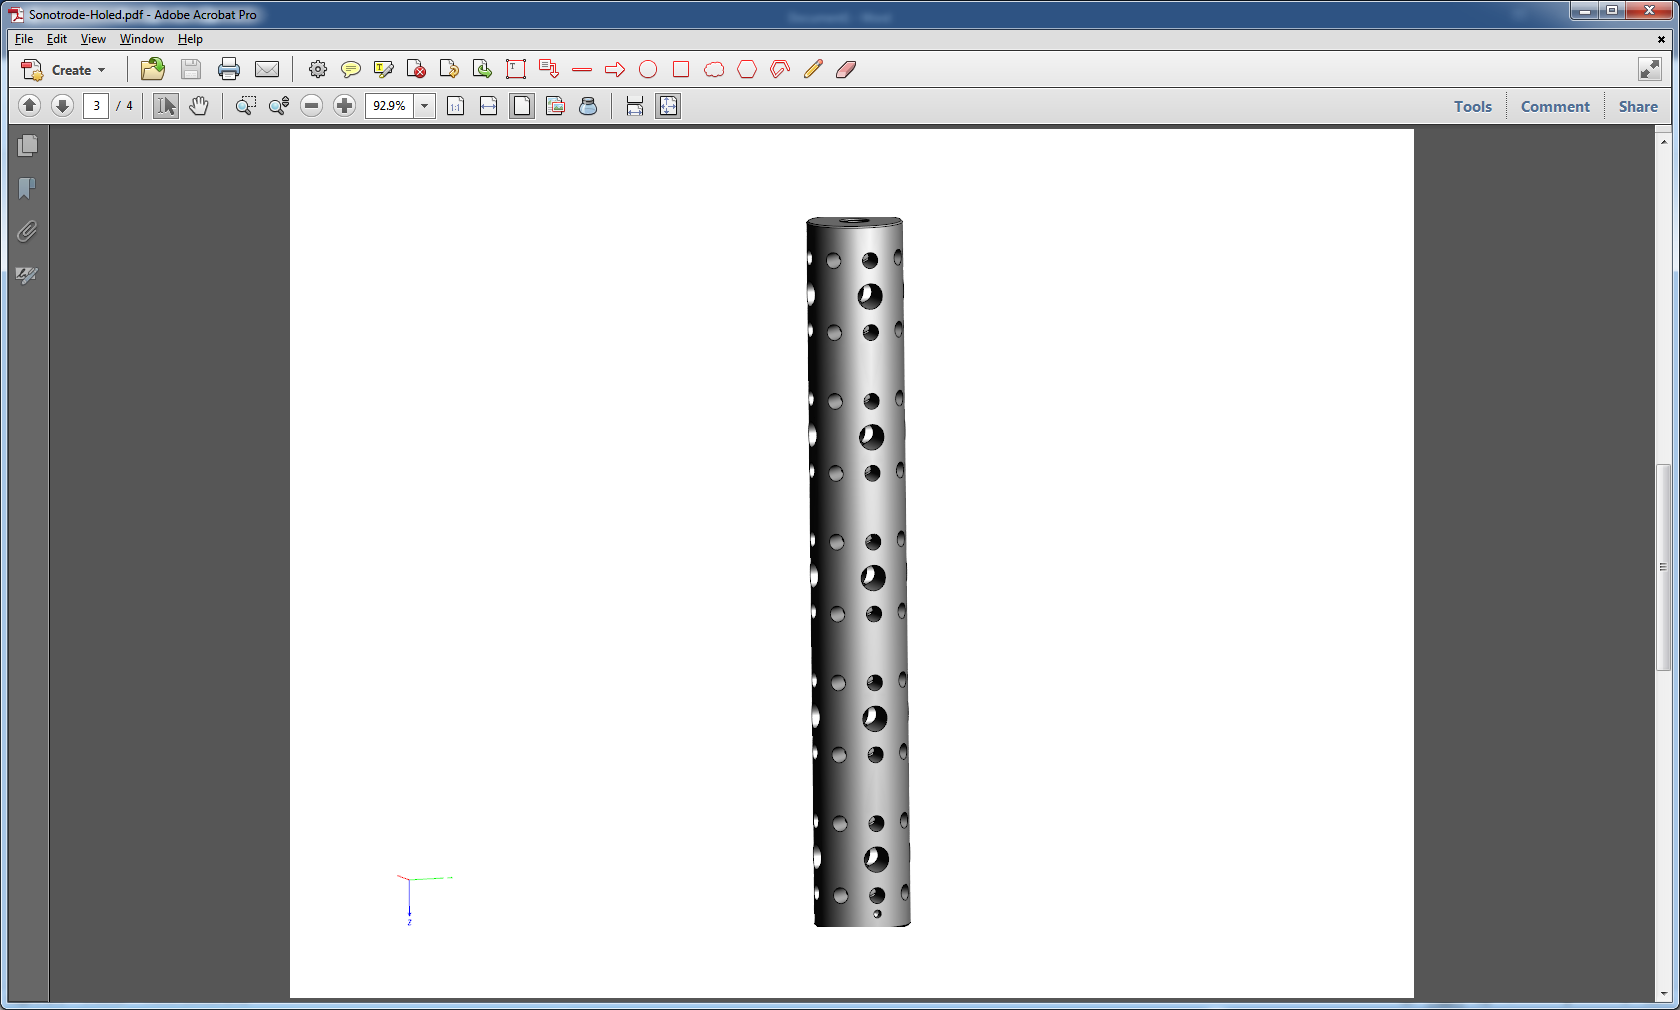 Sonotrode-Holed.pdf - Adobe Acrobat Pro
File Edit View Window Help
Create
3 / 4 92.9% Tools Comment Share
z